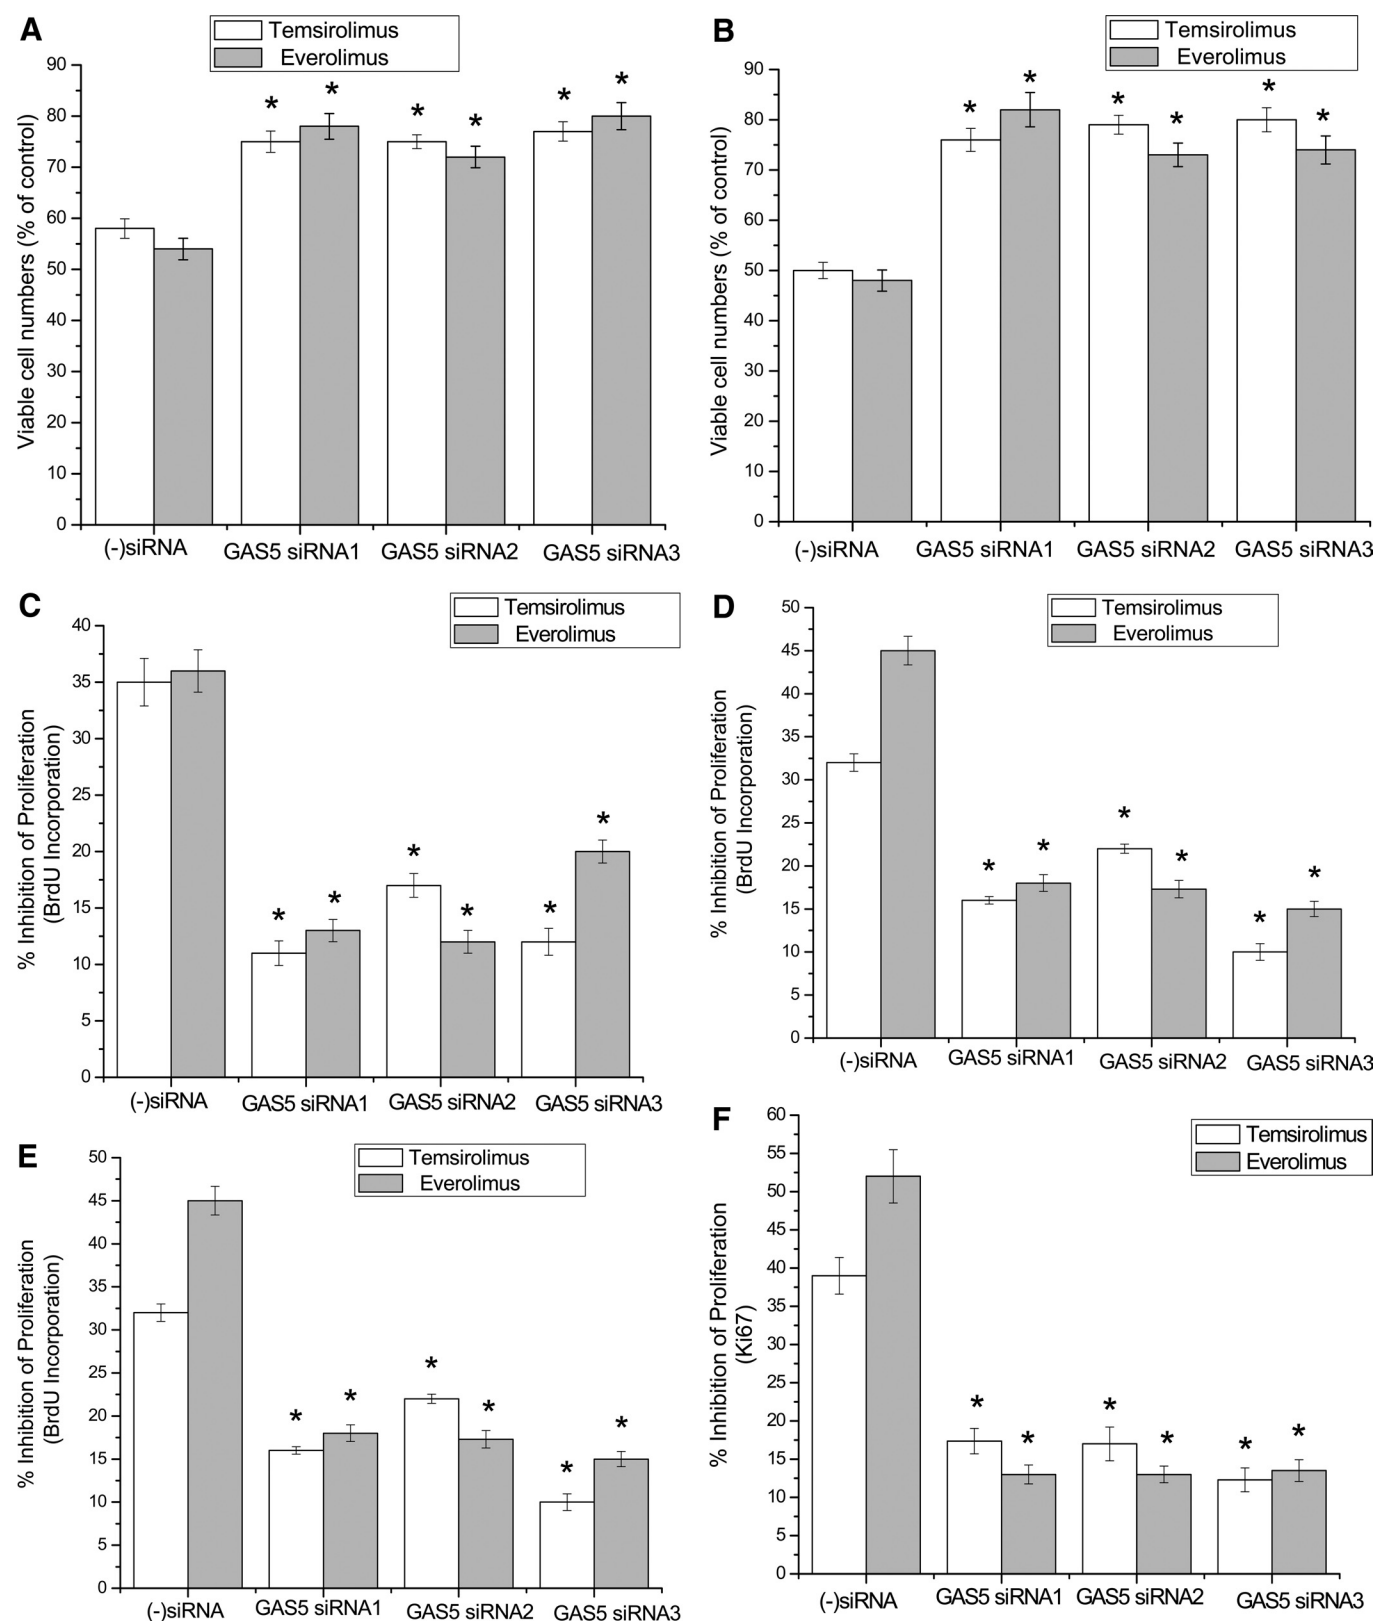 A
Temsirolimus
Everolimus
Viable cell numbers (% of control)
90
80
70
60
50
40
30
20
10
0
* * * * * *
(-)siRNA GAS5 siRNA1 GAS5 siRNA2 GAS5 siRNA3
B
Temsirolimus
Everolimus
Viable cell numbers (% of control)
90
80
70
60
50
40
30
20
10
0
* * * * * *
(-)siRNA GAS5 siRNA1 GAS5 siRNA2 GAS5 siRNA3
C
Temsirolimus
Everolimus
% Inhibition of Proliferation
(BrdU Incorporation)
40
35
30
25
20
15
10
5
0
* * * * * *
(-)siRNA GAS5 siRNA1 GAS5 siRNA2 GAS5 siRNA3
D
Temsirolimus
Everolimus
% Inhibition of Proliferation
(BrdU Incorporation)
50
45
40
35
30
25
20
15
10
5
0
* * * * * *
(-)siRNA GAS5 siRNA1 GAS5 siRNA2 GAS5 siRNA3
E
Temsirolimus
Everolimus
% Inhibition of Proliferation
(BrdU Incorporation)
50
45
40
35
30
25
20
15
10
5
0
* * * * * *
(-)siRNA GAS5 siRNA1 GAS5 siRNA2 GAS5 siRNA3
F
Temsirolimus
Everolimus
% Inhibition of Proliferation
(Ki67)
60
55
50
45
40
35
30
25
20
15
10
5
0
* * * * * *
(-)siRNA GAS5 siRNA1 GAS5 siRNA2 GAS5 siRNA3